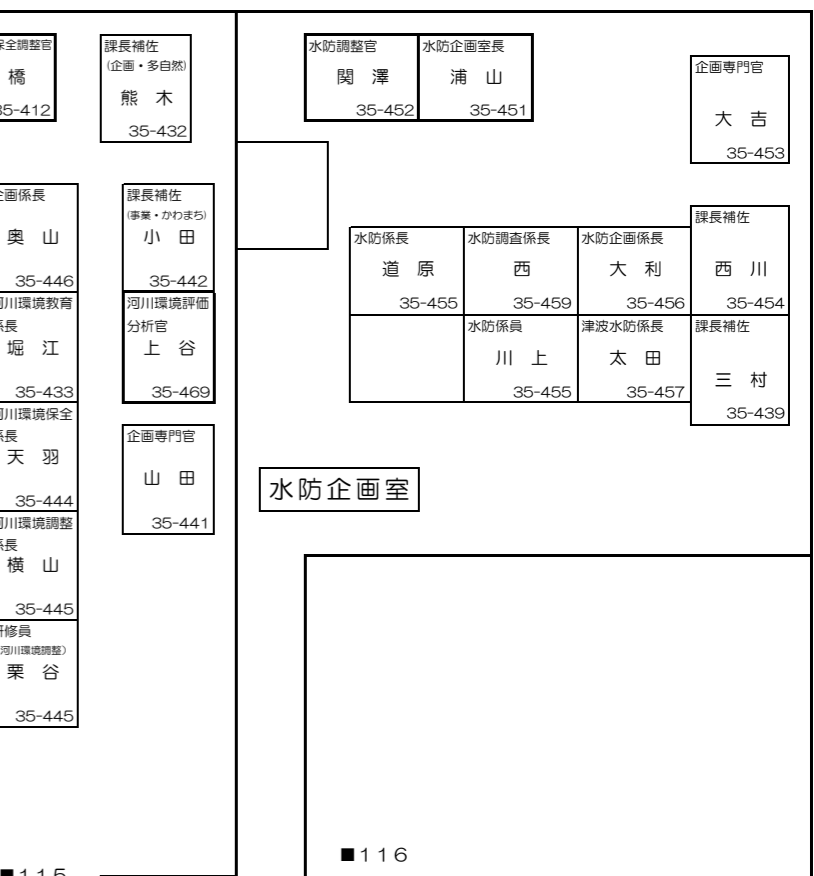 保全調整官
橋
35-412
課長補佐
(企画・多自然)
熊 木
35-432
企画係長
奥 山
35-446
河川環境教育
係長
堀 江
35-433
河川環境保全
係長
天 羽
35-444
河川環境調整
係長
横 山
35-445
研修員
(河川環境調整)
栗 谷
35-445
課長補佐
(事業・かわまち)
小 田
35-442
河川環境評価
分析官
上 谷
35-469
企画専門官
山 田
35-441
■115
水防調整官
関 澤
35-452
水防企画室長
浦 山
35-451
企画専門官
大 吉
35-453
水防係長
道 原
35-455
水防調査係長
西
35-459
水防企画係長
大 利
35-456
課長補佐
西 川
35-454
水防係員
川 上
35-455
津波水防係長
太 田
35-457
課長補佐
三 村
35-439
水防企画室
■116